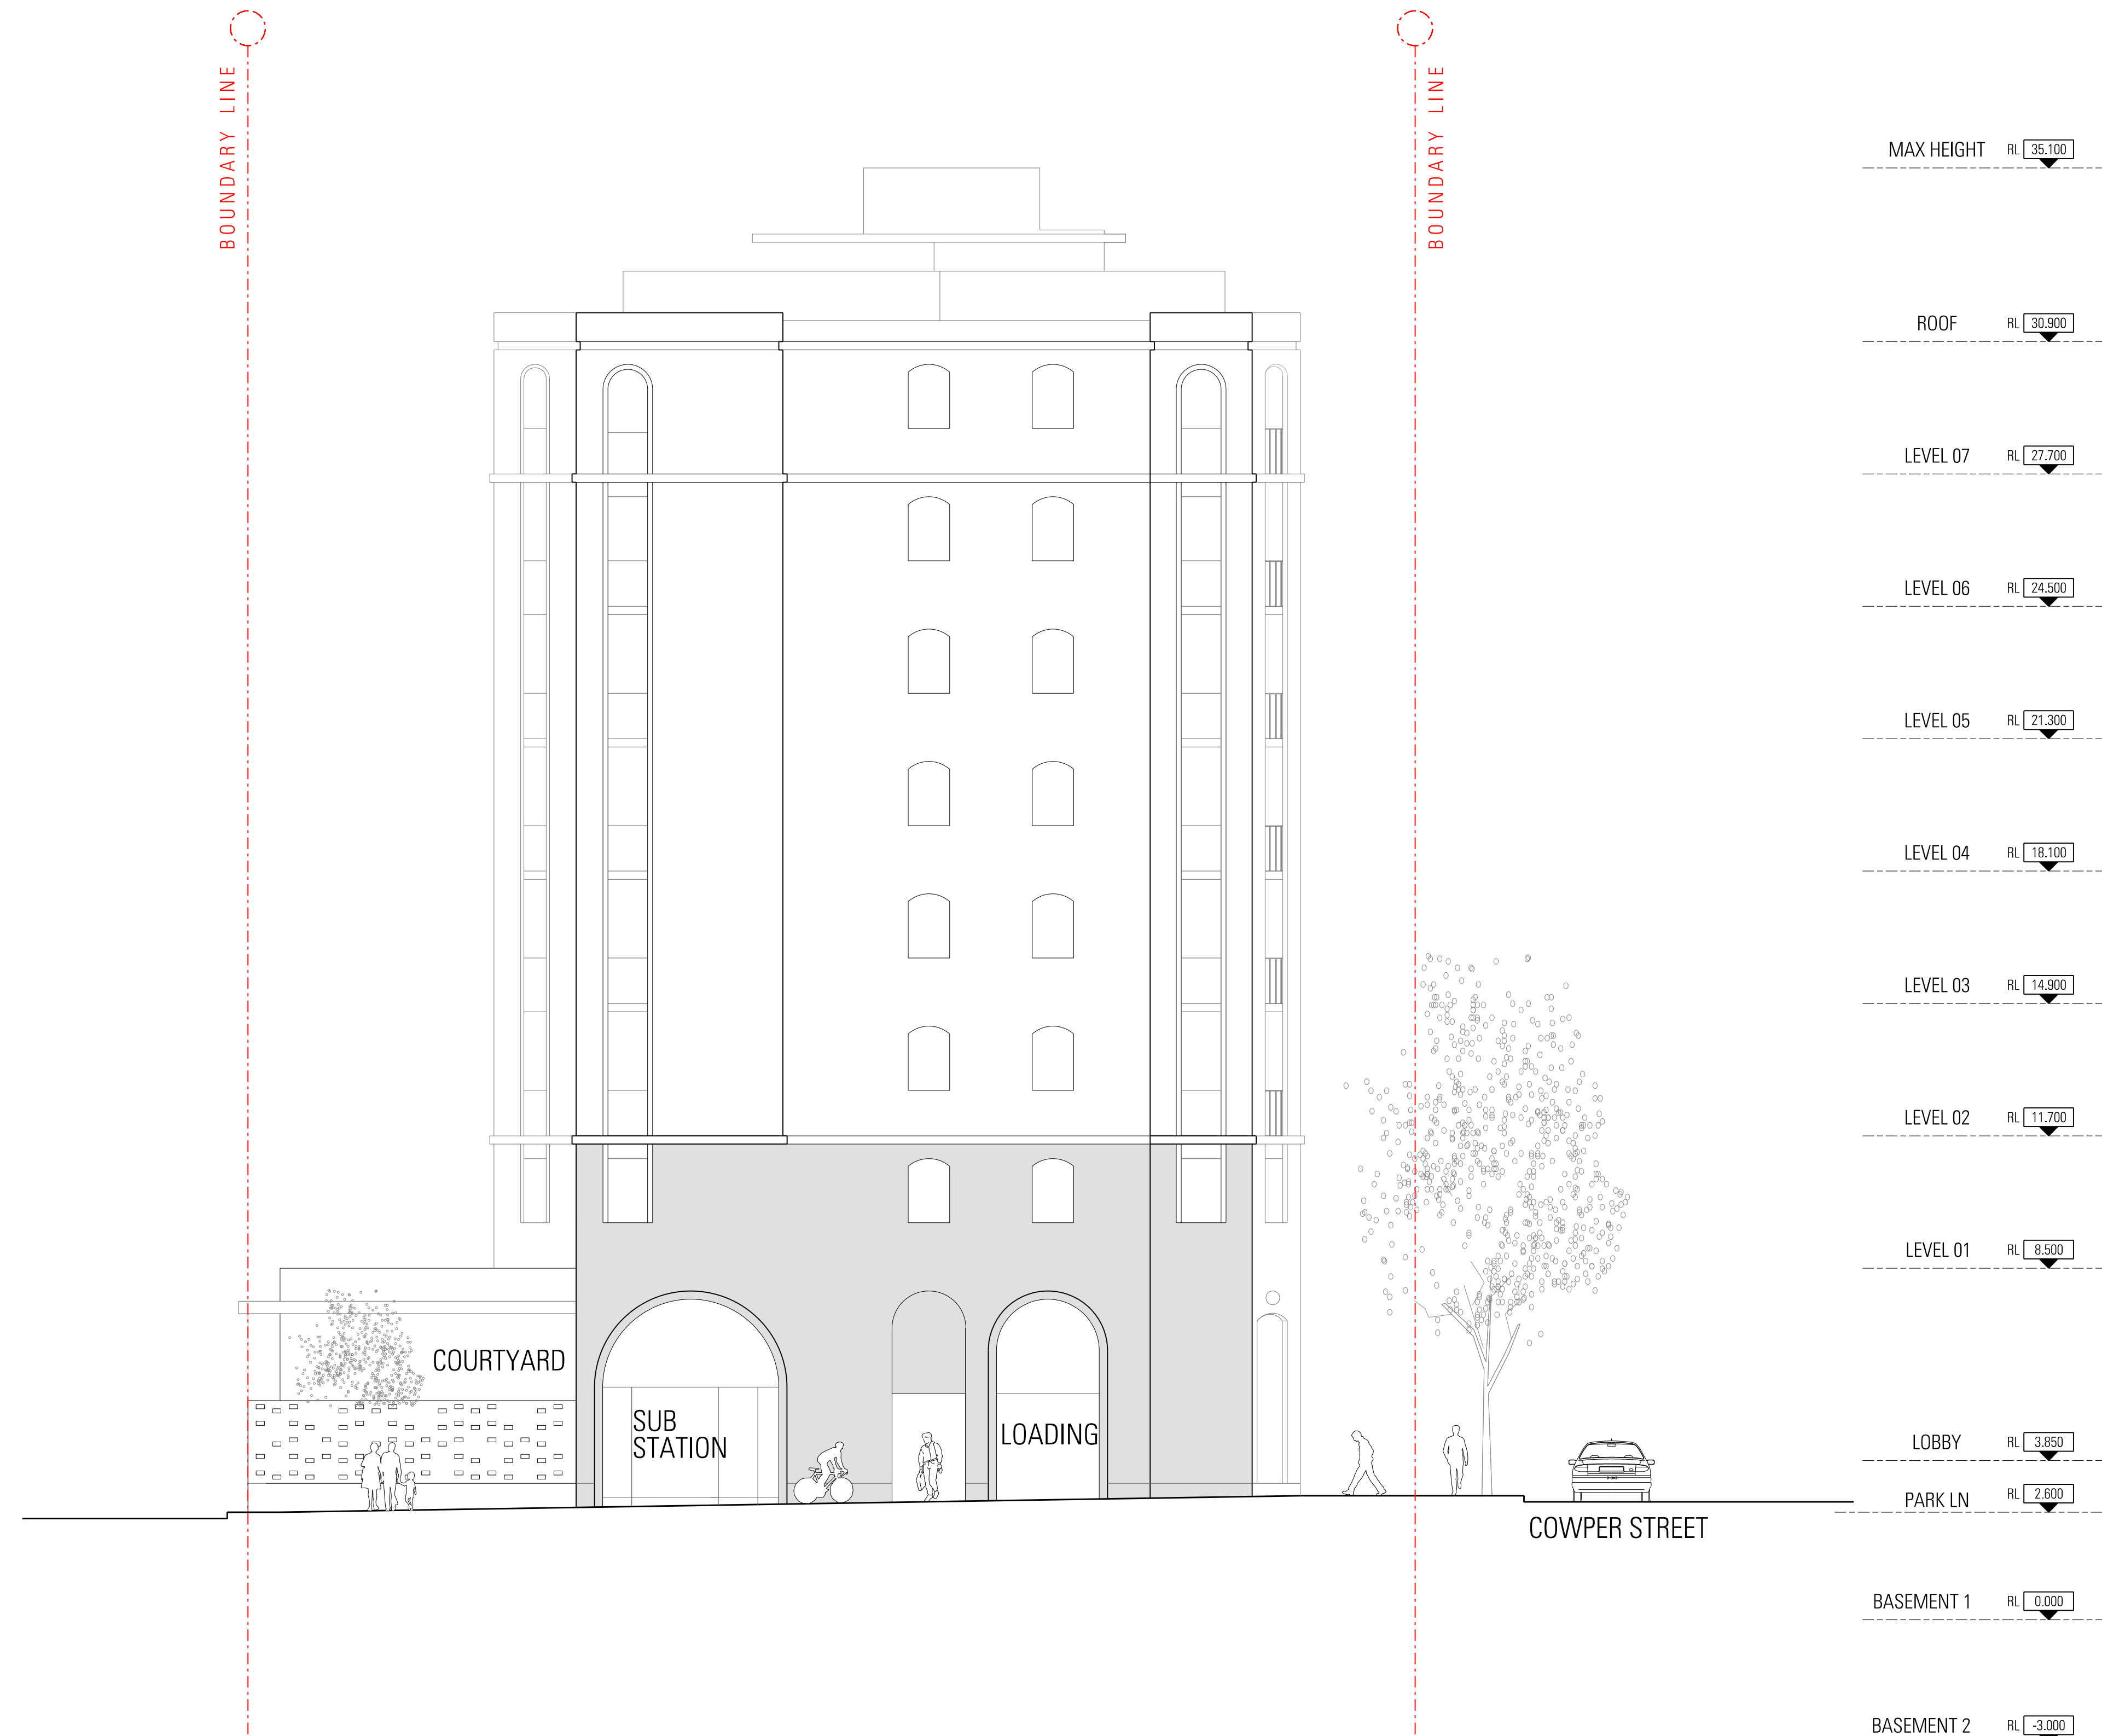 BOUNDARY LINE
BOUNDARY LINE
MAX HEIGHT RL 35.100
ROOF RL 30.900
LEVEL 07 RL 27.700
LEVEL 06 RL 24.500
LEVEL 05 RL 21.300
LEVEL 04 RL 18.100
LEVEL 03 RL 14.900
LEVEL 02 RL 11.700
LEVEL 01 RL 8.500
COURTYARD
SUB
STATION
LOADING
LOBBY RL 3.850
PARK LN RL 2.600
COWPER STREET
BASEMENT 1 RL 0.000
BASEMENT 2 RL -3.000